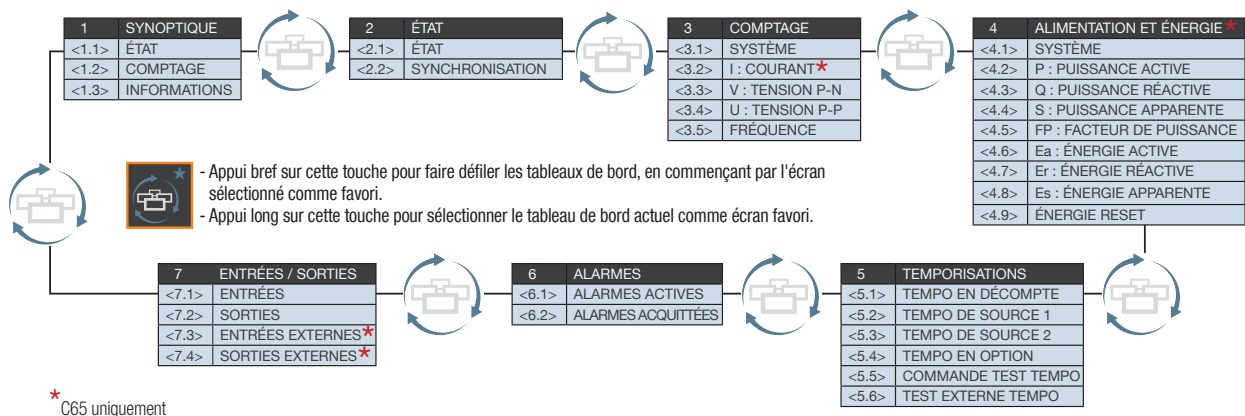 1 SYNOPTIQUE
<1.1> ÉTAT
<1.2> COMPTAGE
<1.3> INFORMATIONS
2 ÉTAT
<2.1> ÉTAT
<2.2> SYNCHRONISATION
3 COMPTAGE
<3.1> SYSTÈME
<3.2> I : COURANT*
<3.3> V : TENSION P-N
<3.4> U : TENSION P-P
<3.5> FRÉQUENCE
4 ALIMENTATION ET ÉNERGIE*
<4.1> SYSTÈME
<4.2> P : PUISSANCE ACTIVE
<4.3> Q : PUISSANCE RÉACTIVE
<4.4> S : PUISSANCE APPARENTE
<4.5> FP : FACTEUR DE PUISSANCE
<4.6> Ea : ÉNERGIE ACTIVE
<4.7> Er : ÉNERGIE RÉACTIVE
<4.8> Es : ÉNERGIE APPARENTE
<4.9> ÉNERGIE RESET
- Appui bref sur cette touche pour faire défiler les tableaux de bord, en commençant par l'écran
sélectionné comme favori.
- Appui long sur cette touche pour sélectionner le tableau de bord actuel comme écran favori.
7 ENTRÉES / SORTIES
<7.1> ENTRÉES
<7.2> SORTIES
<7.3> ENTRÉES EXTERNES*
<7.4> SORTIES EXTERNES*
6 ALARMES
<6.1> ALARMES ACTIVES
<6.2> ALARMES ACQUITTÉES
5 TEMPORISATIONS
<5.1> TEMPO EN DÉCOMPTE
<5.2> TEMPO DE SOURCE 1
<5.3> TEMPO DE SOURCE 2
<5.4> TEMPO EN OPTION
<5.5> COMMANDE TEST TEMPO
<5.6> TEST EXTERNE TEMPO
* C65 uniquement